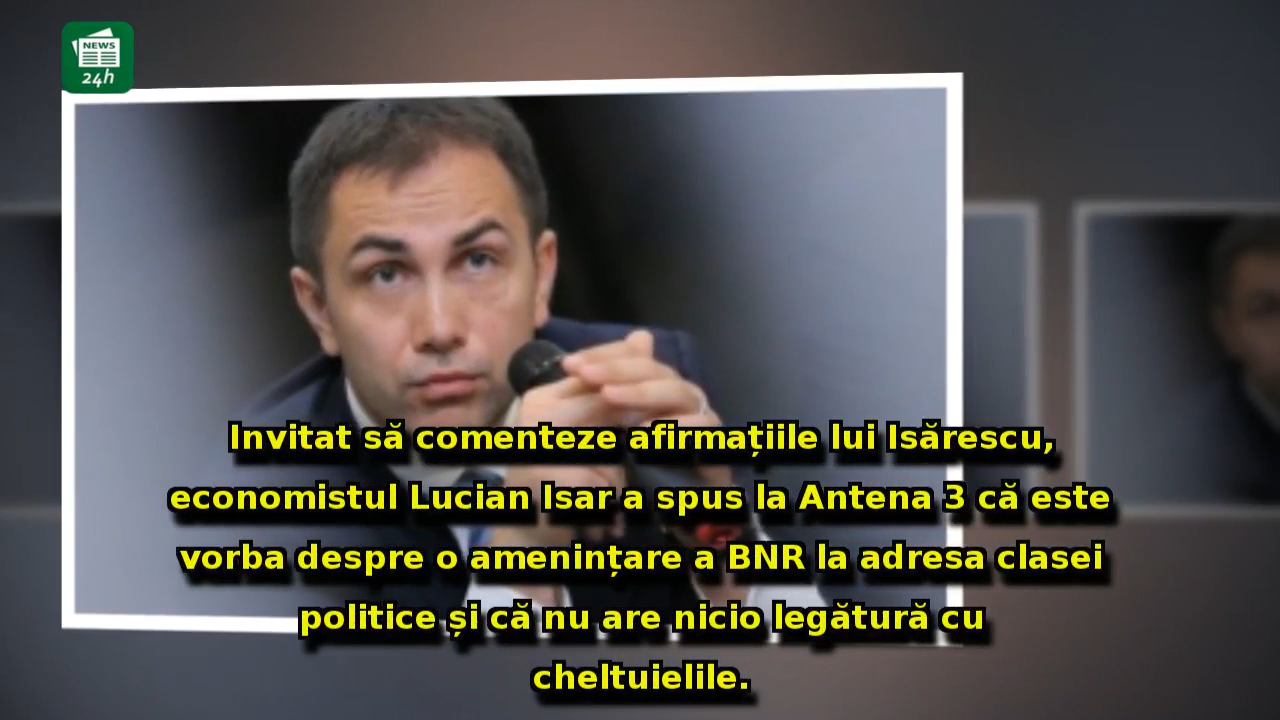 NEWS
24h
Invitat să comenteze afirmațiile lui Isărescu,
economistul Lucian Isar a spus la Antena 3 că este
vorba despre o amenințare a BNR la adresa clasei
politice și că nu are nicio legătură cu
cheltuielile.